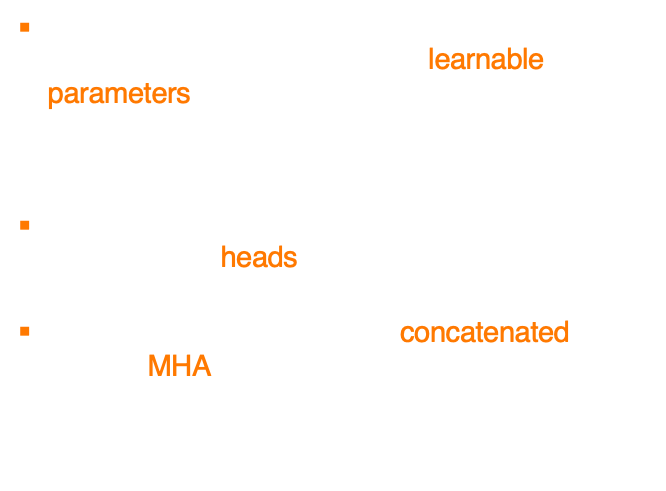 learnable
parameters
heads
concatenated
MHA